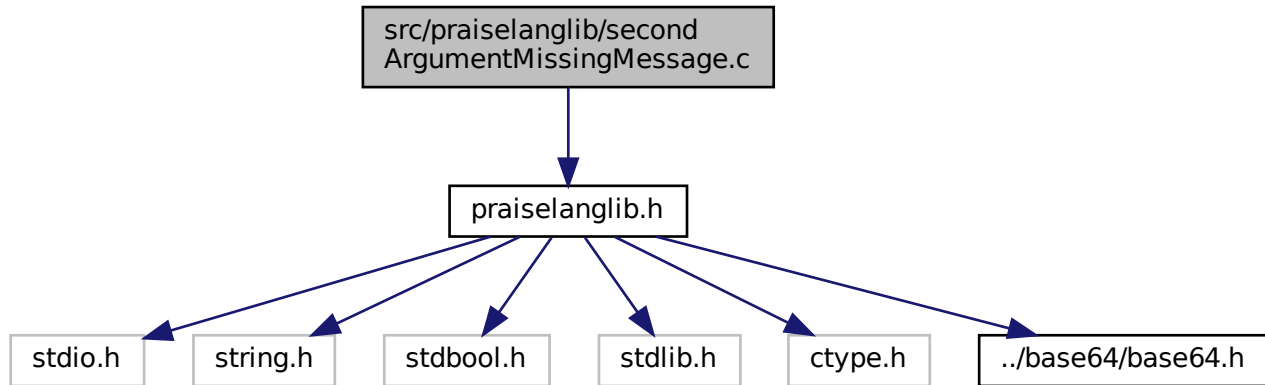 src/praiselanglib/second
ArgumentMissingMessage.c
praiselanglib.h
stdio.h
string.h
stdbool.h
stdlib.h
ctype.h
../base64/base64.h